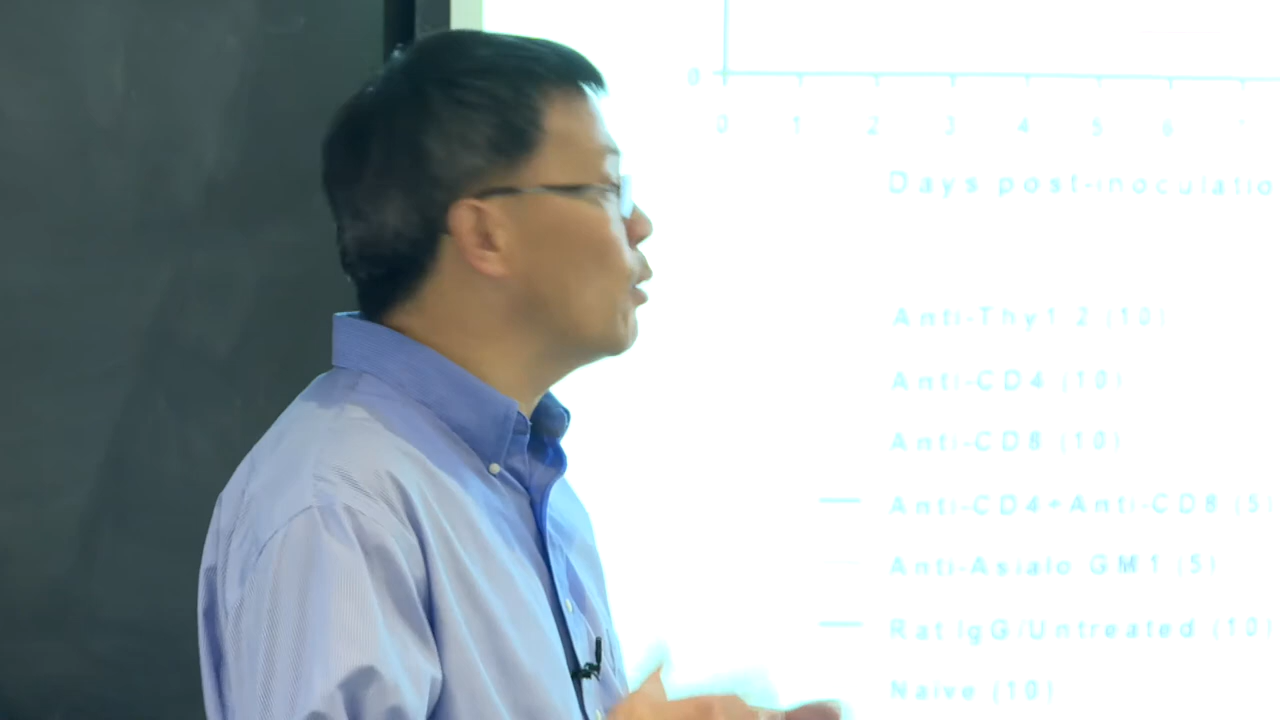 0
0 1 2 3 4 5 6
Days post-inoculatio
Anti-Thy1 2 (10)
Anti-CD4 (10)
Anti-CD8 (10)
Anti-CD4+Anti-CD8 (5)
Anti-Asialo GM1 (5)
Rat IgG/Untreated (10)
Naive (10)